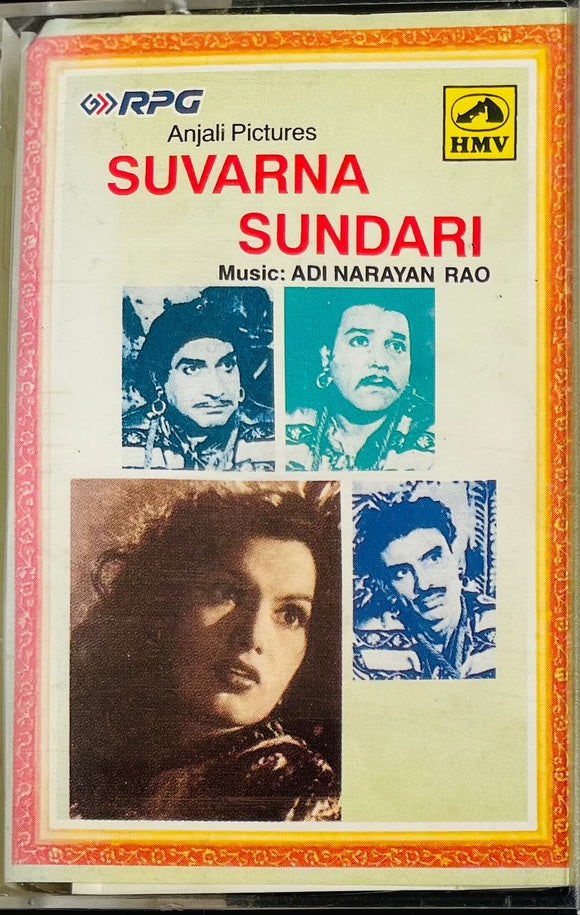 RPG
HMV
Anjali Pictures
SUVARNA
SUNDARI
Music: ADI NARAYAN RAO